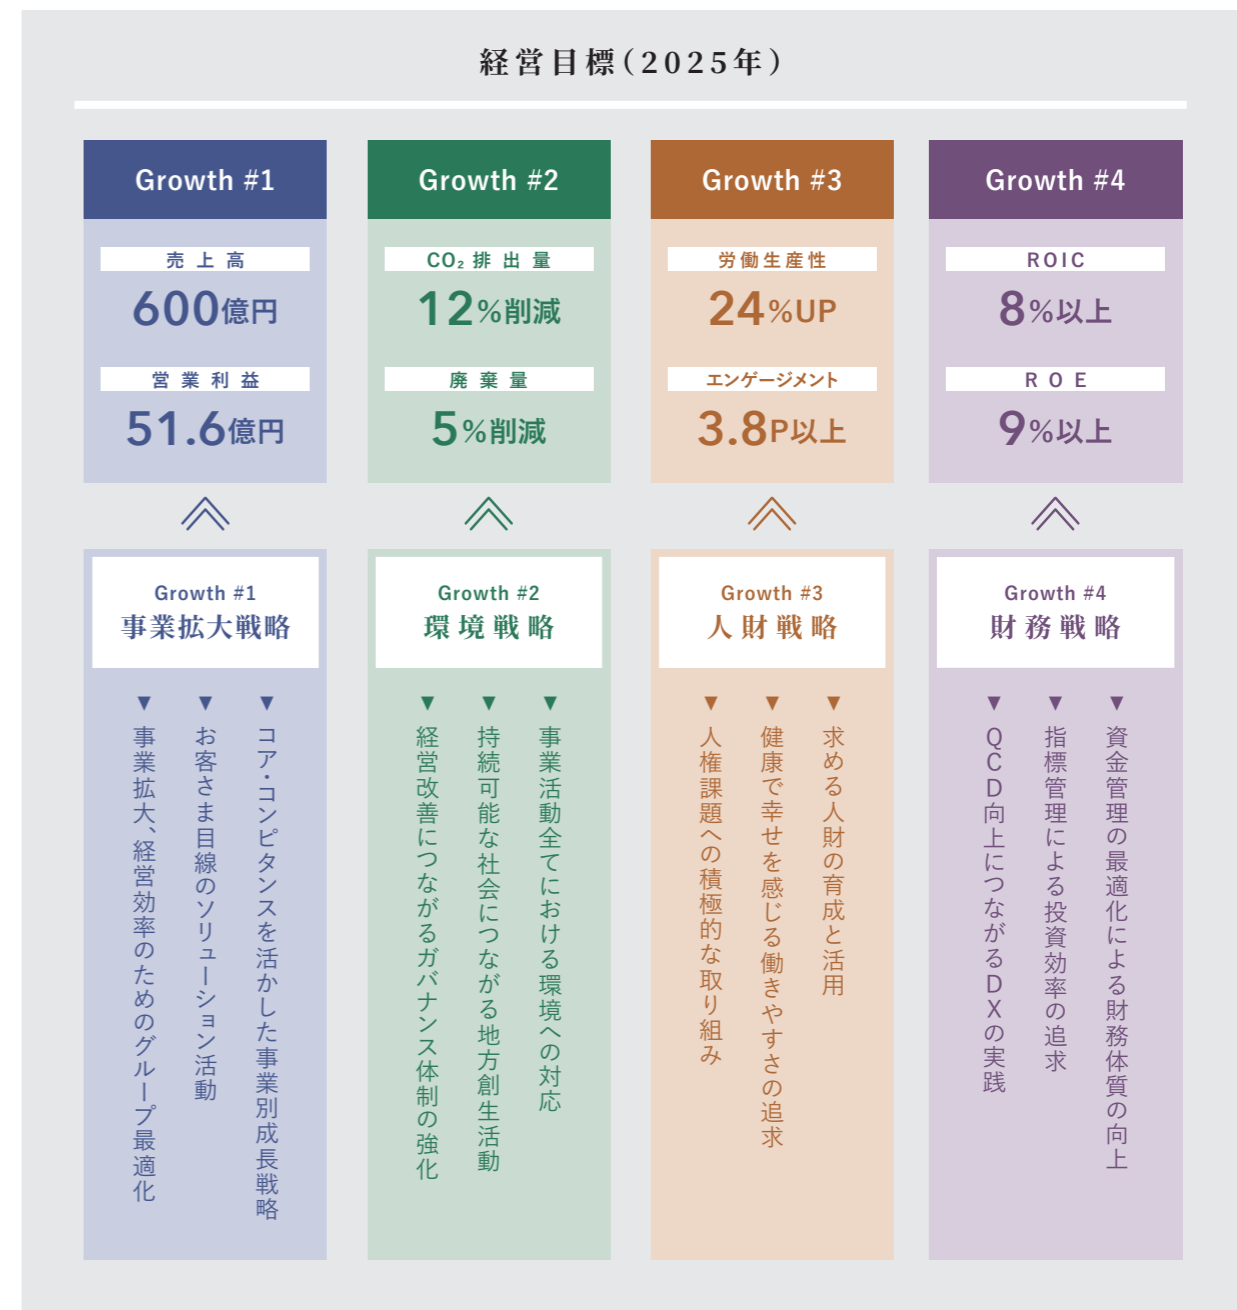 経営目標(2025年)
Growth #1
売上高
600億円
営業利益
51.6億円
Growth #2
CO₂排出量
12%削減
廃棄量
5%削減
Growth #3
労働生産性
24%UP
エンゲージメント
3.8P以上
Growth #4
ROIC
8%以上
ROE
9%以上
Growth #1
事業拡大戦略
▼コア・コンピタンスを活かした事業別成長戦略
▼お客さま目線のソリューション活動
▼事業拡大、経営効率のためのグループ最適化
Growth #2
環境戦略
▼事業活動全てにおける環境への対応
▼持続可能な社会につながる地方創生活動
▼経営改善につながるガバナンス体制の強化
Growth #3
人財戦略
▼求める人財の育成と活用
▼健康で幸せを感じる働きやすさの追求
▼人権課題への積極的な取り組み
Growth #4
財務戦略
▼資金管理の最適化による財務体質の向上
▼指標管理による投資効率の追求
▼QCD向上につながるDXの実践